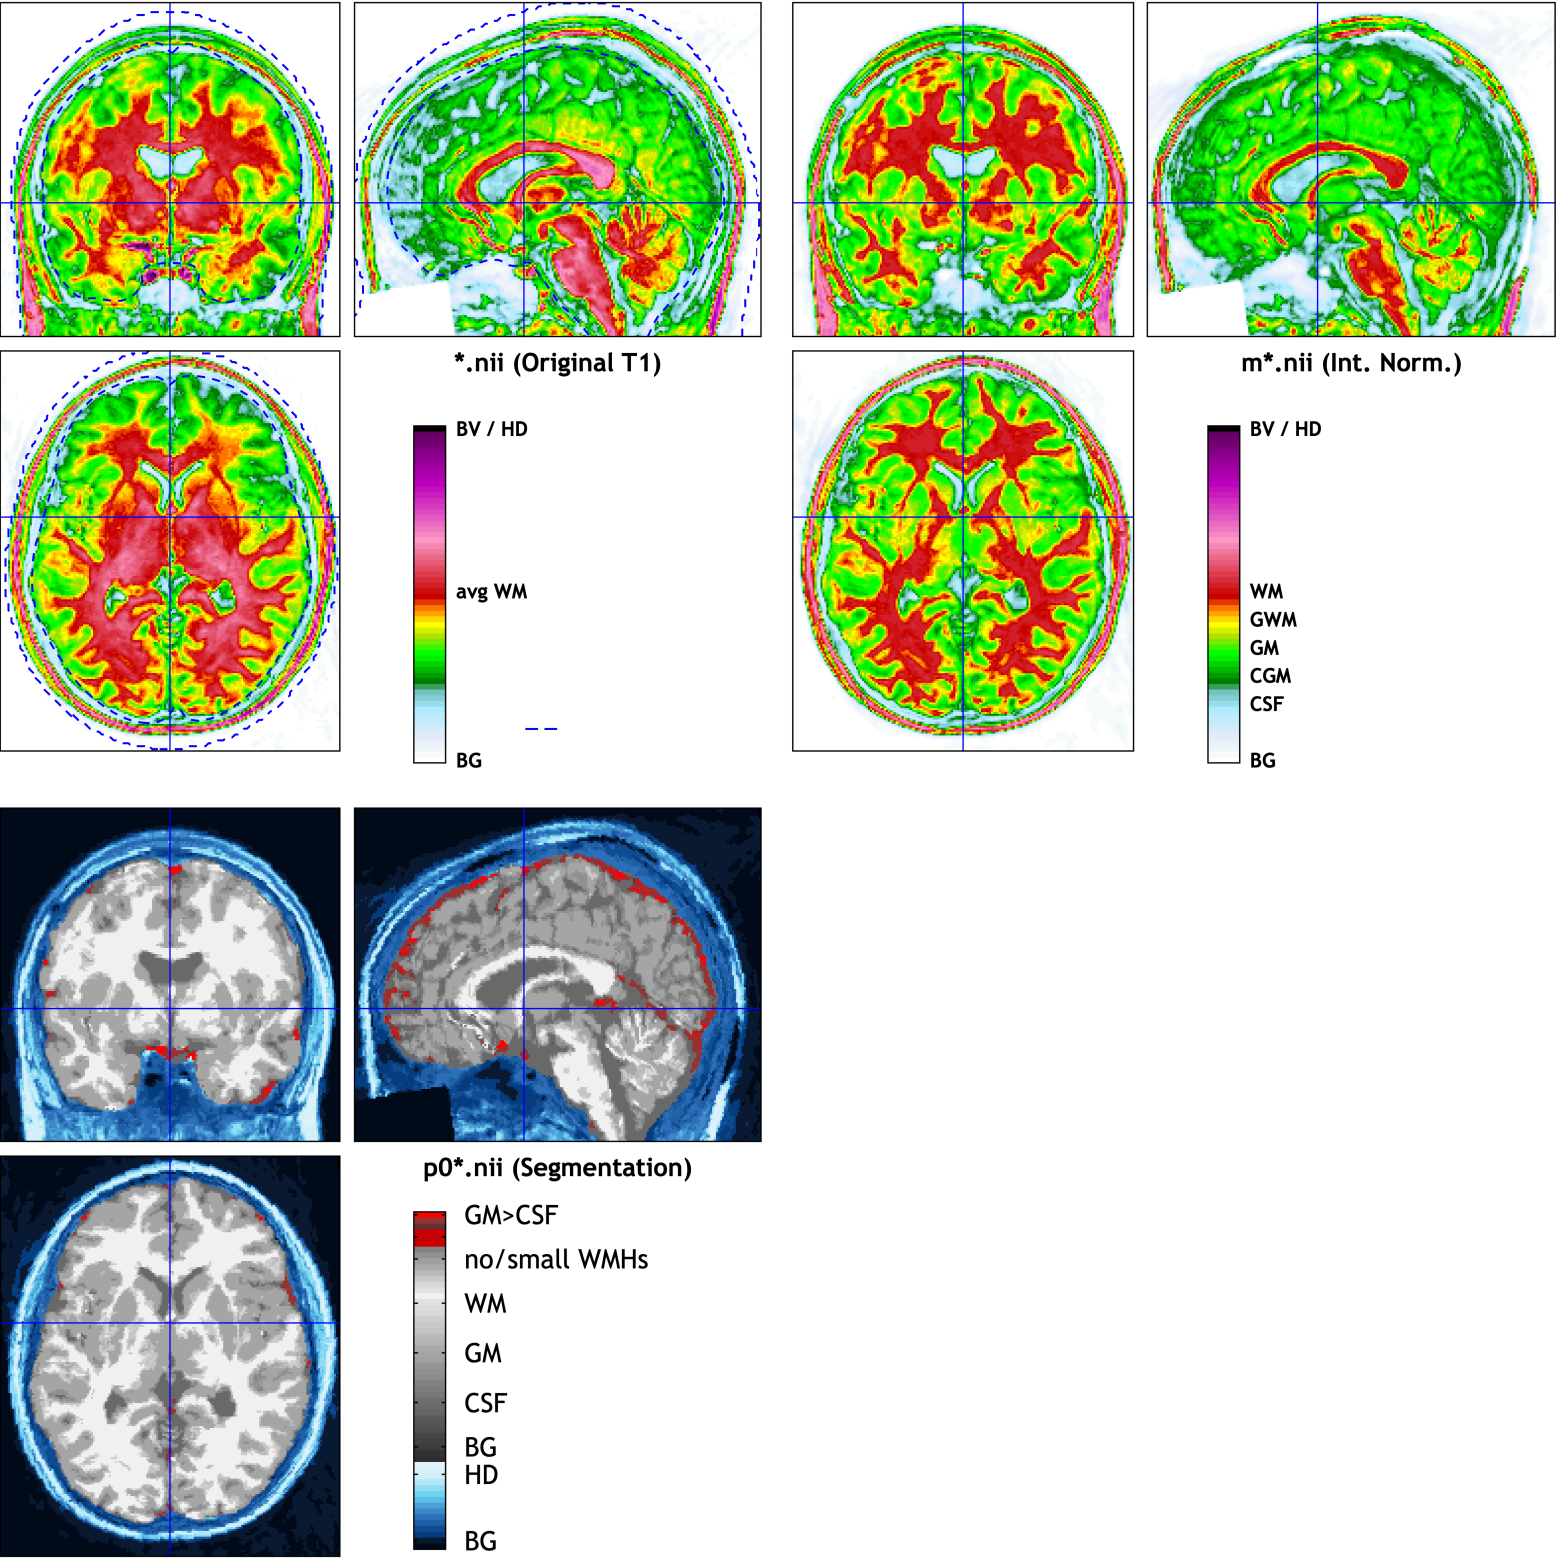 *.nii (Original T1)
BV / HD
avg WM
BG
m*.nii (Int. Norm.)
BV / HD
WM
GWM
GM
CGM
CSF
BG
p0*.nii (Segmentation)
GM>CSF
no/small WMHs
WM
GM
CSF
BG
HD
BG